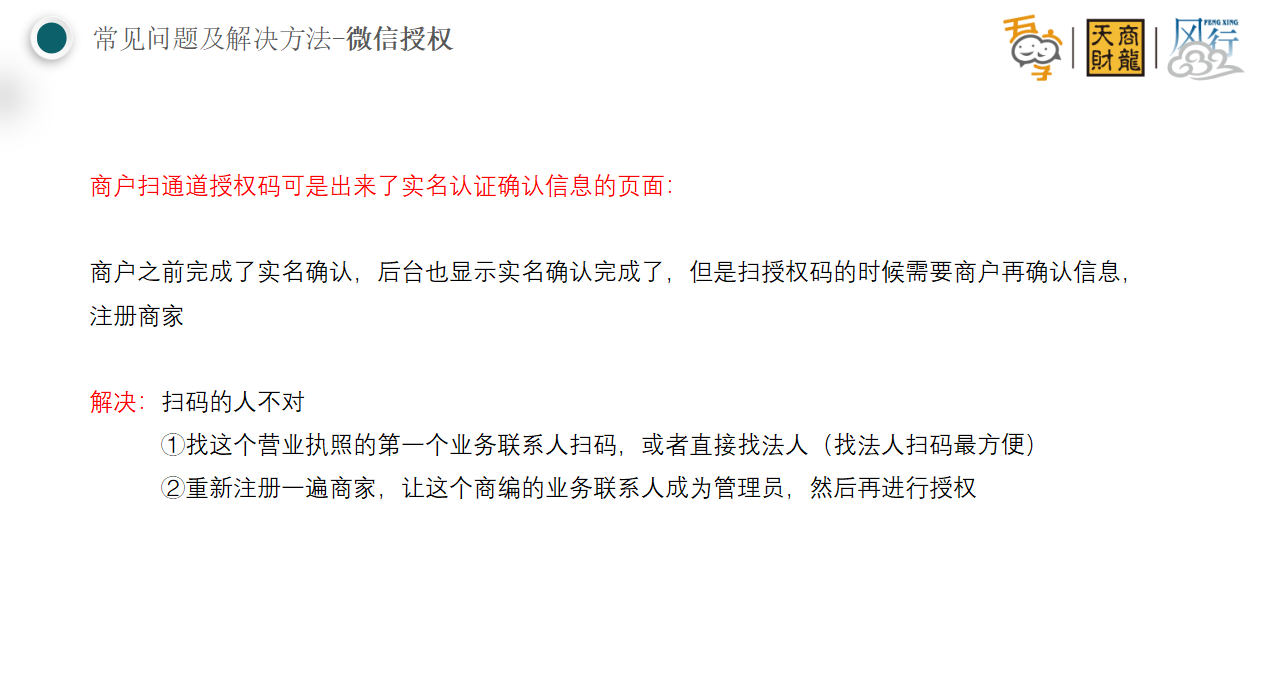 常见问题及解决方法-微信授权
吾享
天商
财龙
FENG XING
风行
商户扫通道授权码可是出来了实名认证确认信息的页面：
商户之前完成了实名确认，后台也显示实名确认完成了，但是扫授权码的时候需要商户再确认信息，
注册商家
解决：扫码的人不对
①找这个营业执照的第一个业务联系人扫码，或者直接找法人（找法人扫码最方便）
②重新注册一遍商家，让这个商编的业务联系人成为管理员，然后再进行授权